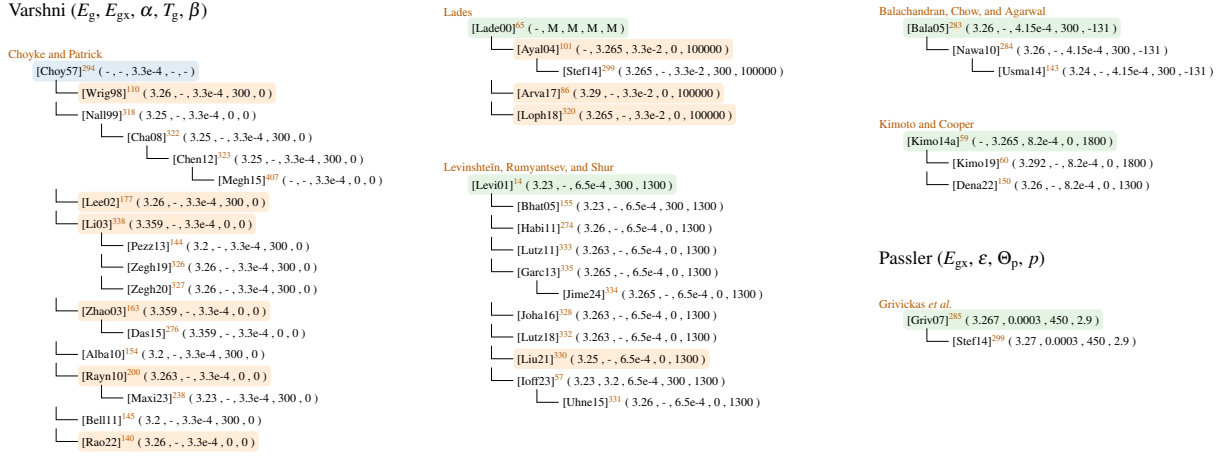 Varshni (Eg, Egx, α, Tg, β)
Choyke and Patrick
[Choy57]294 ( - , - , 3.3e-4 , - , - )
[Wrig98]110 ( 3.26 , - , 3.3e-4 , 300 , 0 )
[Nall99]318 ( 3.25 , - , 3.3e-4 , 0 , 0 )
[Cha08]322 ( 3.25 , - , 3.3e-4 , 300 , 0 )
[Chen12]323 ( 3.25 , - , 3.3e-4 , 300 , 0 )
[Megh15]407 ( - , - , 3.3e-4 , 0 , 0 )
[Lee02]177 ( 3.26 , - , 3.3e-4 , 300 , 0 )
[Li03]338 ( 3.359 , - , 3.3e-4 , 0 , 0 )
[Pezz13]144 ( 3.2 , - , 3.3e-4 , 300 , 0 )
[Zegh19]326 ( 3.26 , - , 3.3e-4 , 300 , 0 )
[Zegh20]327 ( 3.26 , - , 3.3e-4 , 300 , 0 )
[Zhao03]163 ( 3.359 , - , 3.3e-4 , 0 , 0 )
[Das15]276 ( 3.359 , - , 3.3e-4 , 0 , 0 )
[Alba10]154 ( 3.2 , - , 3.3e-4 , 300 , 0 )
[Rayn10]200 ( 3.263 , - , 3.3e-4 , 0 , 0 )
[Maxi23]238 ( 3.23 , - , 3.3e-4 , 300 , 0 )
[Bell11]145 ( 3.2 , - , 3.3e-4 , 300 , 0 )
[Rao22]140 ( 3.26 , - , 3.3e-4 , 0 , 0 )
Lades
[Lade00]65 ( - , M , M , M , M )
[Ayal04]101 ( - , 3.265 , 3.3e-2 , 0 , 100000 )
[Stef14]299 ( 3.265 , - , 3.3e-2 , 300 , 100000 )
[Arva17]86 ( 3.29 , - , 3.3e-2 , 0 , 100000 )
[Loph18]320 ( 3.265 , - , 3.3e-2 , 0 , 100000 )
Levinshteĭn, Rumyantsev, and Shur
[Levi01]14 ( 3.23 , - , 6.5e-4 , 300 , 1300 )
[Bhat05]155 ( 3.23 , - , 6.5e-4 , 300 , 1300 )
[Habi11]274 ( 3.26 , - , 6.5e-4 , 0 , 1300 )
[Lutz11]333 ( 3.263 , - , 6.5e-4 , 0 , 1300 )
[Garc13]335 ( 3.265 , - , 6.5e-4 , 0 , 1300 )
[Jime24]334 ( 3.265 , - , 6.5e-4 , 0 , 1300 )
[Joha16]328 ( 3.263 , - , 6.5e-4 , 0 , 1300 )
[Lutz18]332 ( 3.263 , - , 6.5e-4 , 0 , 1300 )
[Liu21]330 ( 3.25 , - , 6.5e-4 , 0 , 1300 )
[Ioff23]57 ( 3.23 , 3.2 , 6.5e-4 , 300 , 1300 )
[Uhne15]331 ( 3.26 , - , 6.5e-4 , 0 , 1300 )
Balachandran, Chow, and Agarwal
[Bala05]283 ( 3.26 , - , 4.15e-4 , 300 , -131 )
[Nawa10]284 ( 3.26 , - , 4.15e-4 , 300 , -131 )
[Usma14]143 ( 3.24 , - , 4.15e-4 , 300 , -131 )
Kimoto and Cooper
[Kimo14a]59 ( - , 3.265 , 8.2e-4 , 0 , 1800 )
[Kimo19]60 ( 3.292 , - , 8.2e-4 , 0 , 1800 )
[Dena22]150 ( 3.26 , - , 8.2e-4 , 0 , 1300 )
Passler (Egx, ε, Θp, p)
Grivickas et al.
[Griv07]285 ( 3.267 , 0.0003 , 450 , 2.9 )
[Stef14]299 ( 3.27 , 0.0003 , 450 , 2.9 )